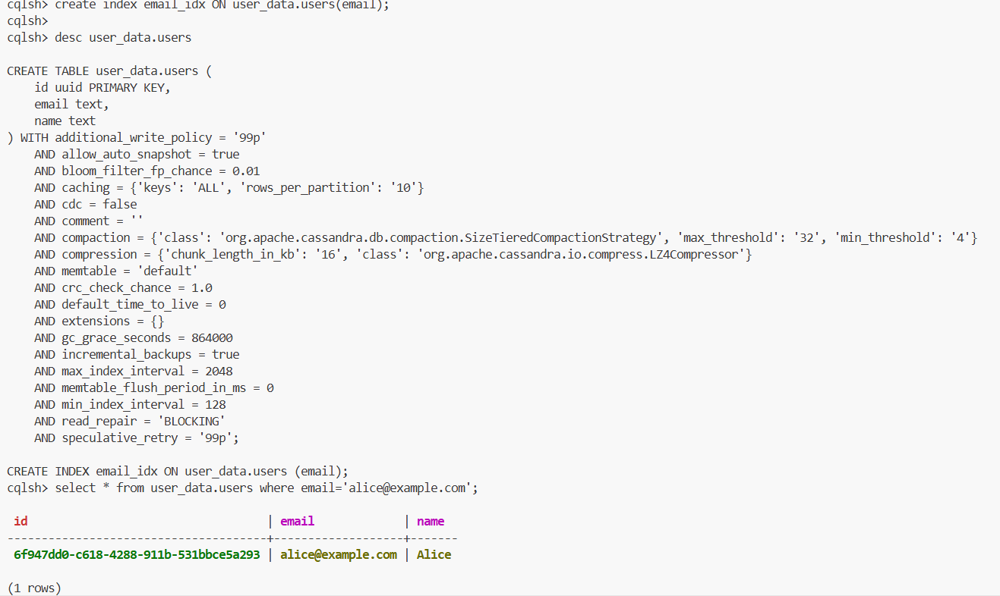 cqlsh> create index email_idx ON user_data.users(email);
cqlsh>
cqlsh> desc user_data.users

CREATE TABLE user_data.users (
    id uuid PRIMARY KEY,
    email text,
    name text
) WITH additional_write_policy = '99p'
    AND allow_auto_snapshot = true
    AND bloom_filter_fp_chance = 0.01
    AND caching = {'keys': 'ALL', 'rows_per_partition': '10'}
    AND cdc = false
    AND comment = ''
    AND compaction = {'class': 'org.apache.cassandra.db.compaction.SizeTieredCompactionStrategy', 'max_threshold': '32', 'min_threshold': '4'}
    AND compression = {'chunk_length_in_kb': '16', 'class': 'org.apache.cassandra.io.compress.LZ4Compressor'}
    AND memtable = 'default'
    AND crc_check_chance = 1.0
    AND default_time_to_live = 0
    AND extensions = {}
    AND gc_grace_seconds = 864000
    AND incremental_backups = true
    AND max_index_interval = 2048
    AND memtable_flush_period_in_ms = 0
    AND min_index_interval = 128
    AND read_repair = 'BLOCKING'
    AND speculative_retry = '99p';

CREATE INDEX email_idx ON user_data.users (email);
cqlsh> select * from user_data.users where email='alice@example.com';

 id                                   | email             | name
--------------------------------------+-------------------+-------
 6f947dd0-c618-4288-911b-531bbce5a293 | alice@example.com | Alice

(1 rows)